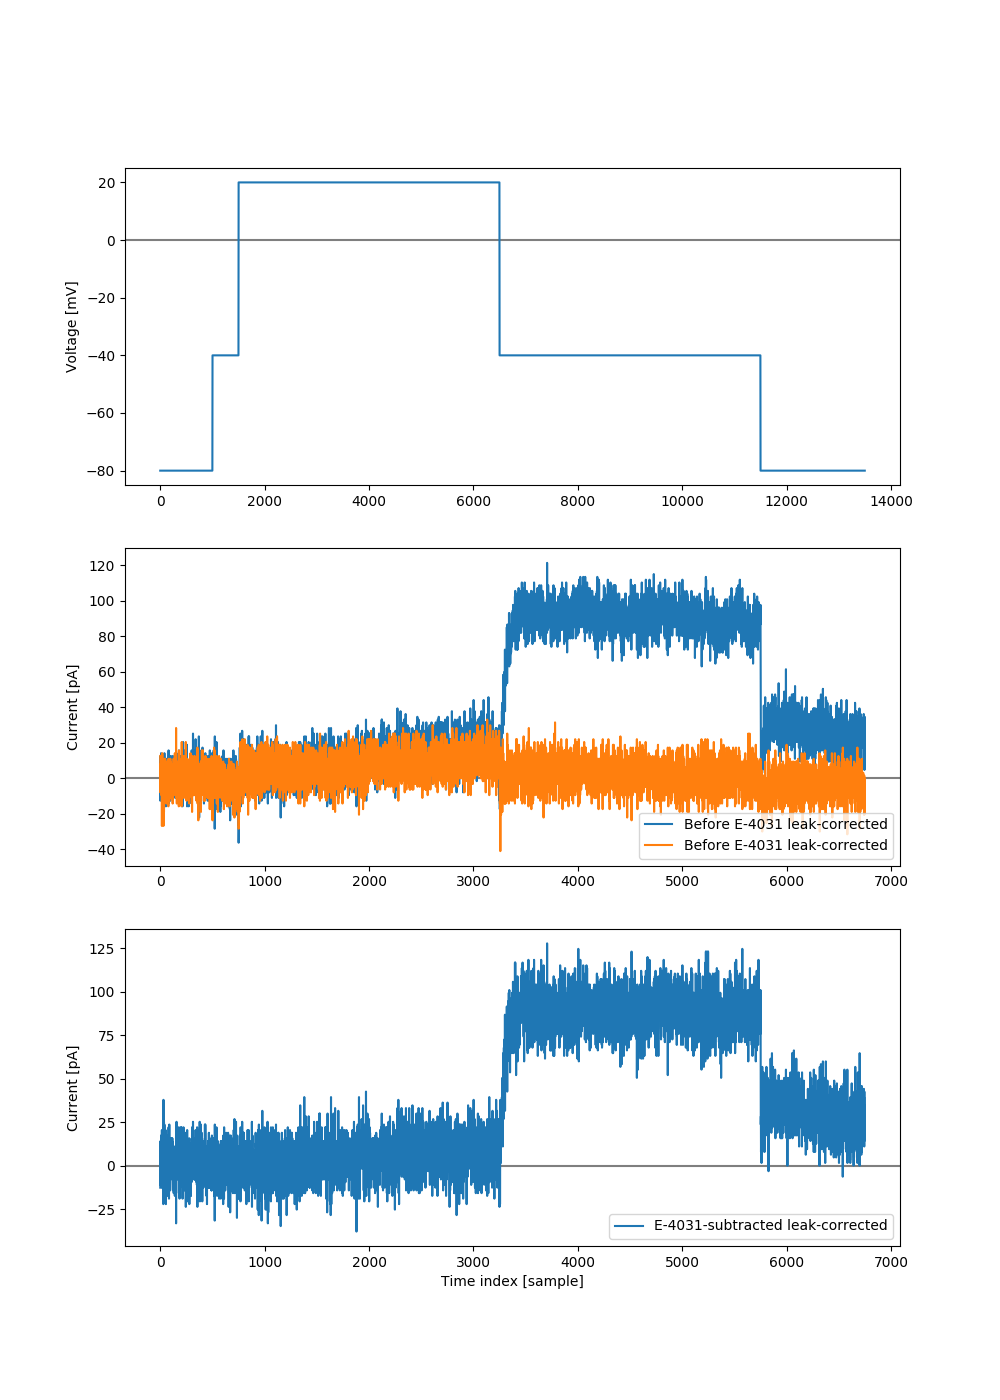 20
0
−20
−40
−60
−80
Voltage [mV]
0 2000 4000 6000 8000 10000 12000 14000
120
100
80
60
40
20
0
−20
−40
Current [pA]
Before E-4031 leak-corrected
Before E-4031 leak-corrected
0 1000 2000 3000 4000 5000 6000 7000
125
100
75
50
25
0
−25
Current [pA]
E-4031-subtracted leak-corrected
0 1000 2000 3000 4000 5000 6000 7000
Time index [sample]